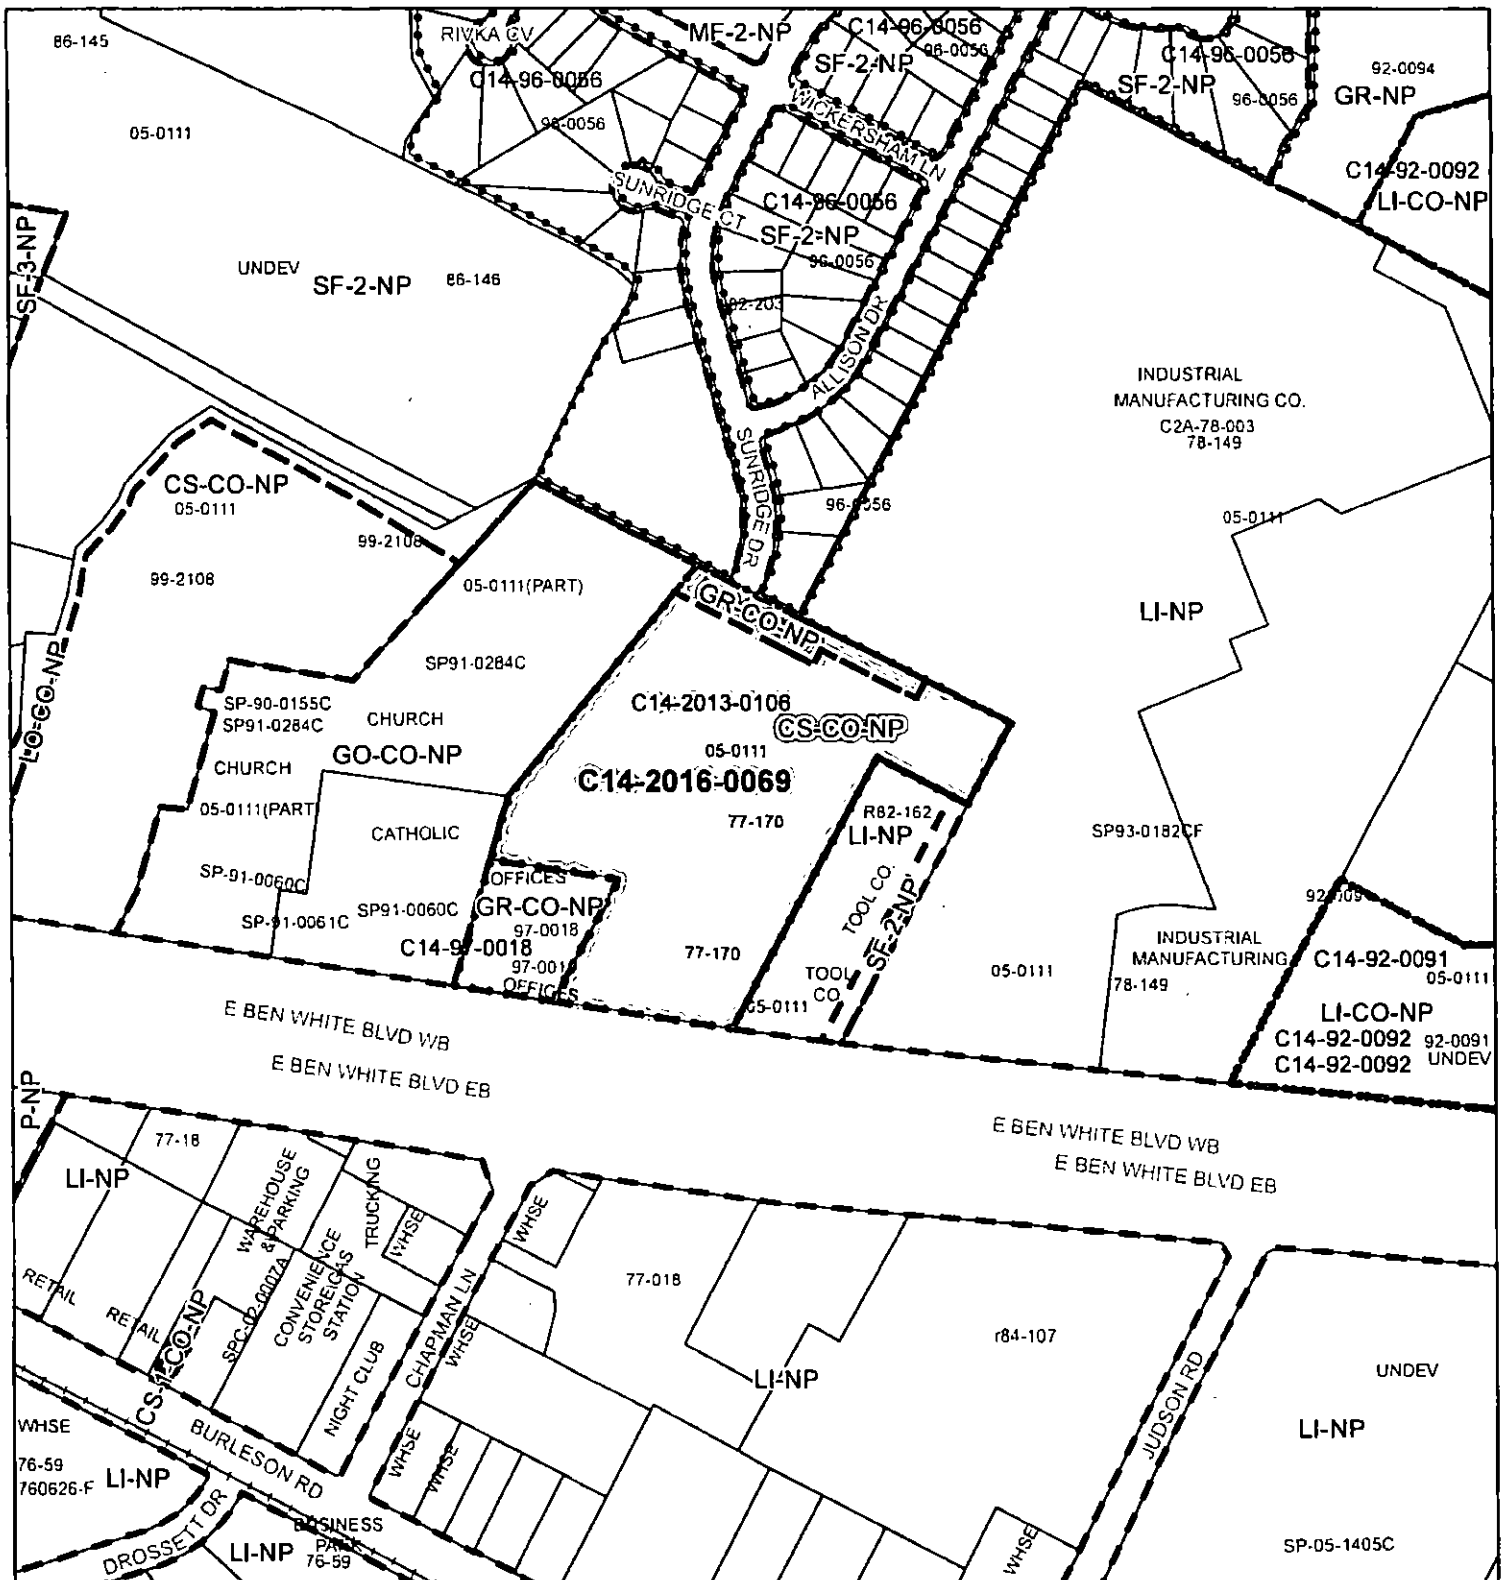 86-145
RIVKA CV
MF-2-NP
C14-96-0056
96-0056
C14-96-0056
SF-2-NP
C14-96-0056
SF-2-NP
96-0056
92-0094
GR-NP
05-0111
96-0056
WICKERSHAM LN
C14-92-0092
LI-CO-NP
SUNRIDGE CT
C14-96-0056
SF-2-NP
96-0056
SF-3-NP
UNDEV
SF-2-NP
86-146
82-203
ALLISON DR
INDUSTRIAL
MANUFACTURING CO.
C2A-78-003
78-149
SUNRIDGE DR
CS-CO-NP
05-0111
96-0056
05-0111
99-2108
99-2108
05-0111(PART)
GR-CO-NP
LI-NP
LO-CO-NP
SP91-0284C
SP-90-0155C
SP91-0284C
CHURCH
C14-2013-0106
CS-CO-NP
GO-CO-NP
05-0111
CHURCH
C14-2016-0069
05-0111(PART
CATHOLIC
77-170
R82-162
LI-NP
SP93-0182CF
SP-91-0060C
OFFICES
TOOL CO.
SF-2-NP
SP-91-0061C
SP91-0060C
GR-CO-NP
97-0018
C14-97-0018
97-001
OFFICES
77-170
TOOL
CO
05-0111
05-0111
INDUSTRIAL
MANUFACTURING
78-149
C14-92-0091
05-0111
LI-CO-NP
C14-92-0092
92-0091
C14-92-0092
UNDEV
E BEN WHITE BLVD WB
E BEN WHITE BLVD EB
P-NP
E BEN WHITE BLVD WB
E BEN WHITE BLVD EB
77-18
LI-NP
WAREHOUSE
& PARKING
TRUCKING
WHSE
WHSE
RETAIL
RETAIL
CS-1-CO-NP
SPC-02-0007A
CONVENIENCE
STORE/GAS
STATION
NIGHT CLUB
CHAPMAN LN
WHSE
77-018
r84-107
LI-NP
JUDSON RD
UNDEV
LI-NP
WHSE
76-59
760626-F
LI-NP
BURLESON RD
WHSE
WHSE
DROSSETT DR
LI-NP
BUSINESS
PARK
76-59
WHSE
SP-05-1405C